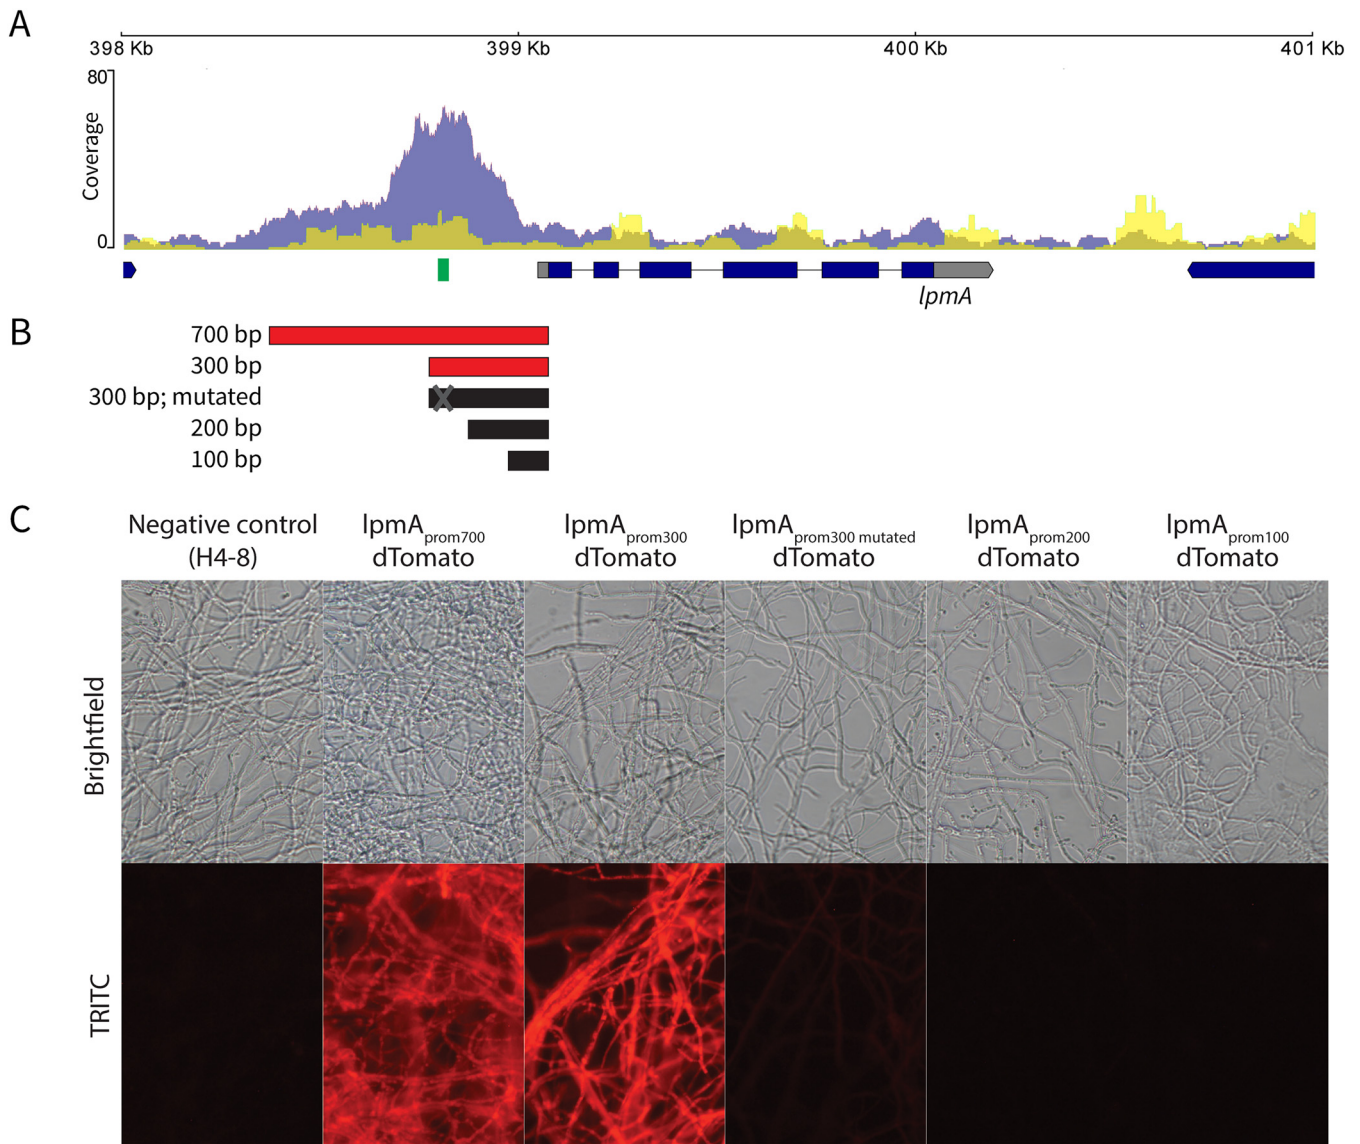 A
398 Kb 399 Kb 400 Kb 401 Kb
80
Coverage
0
lpmA
B
700 bp
300 bp
300 bp; mutated
200 bp
100 bp
C
Negative control
(H4-8)
lpmAprom700
dTomato
lpmAprom300
dTomato
lpmAprom300 mutated
dTomato
lpmAprom200
dTomato
lpmAprom100
dTomato
Brightfield
TRITC